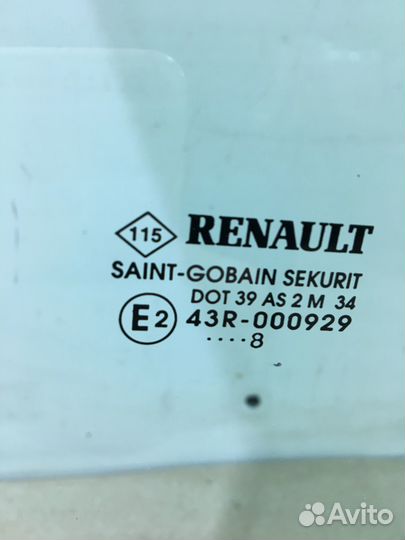 115 RENAULT
SAINT-GOBAIN SEKURIT
DOT 39 AS 2 M 34
E2 43R-000929
....8
Avito